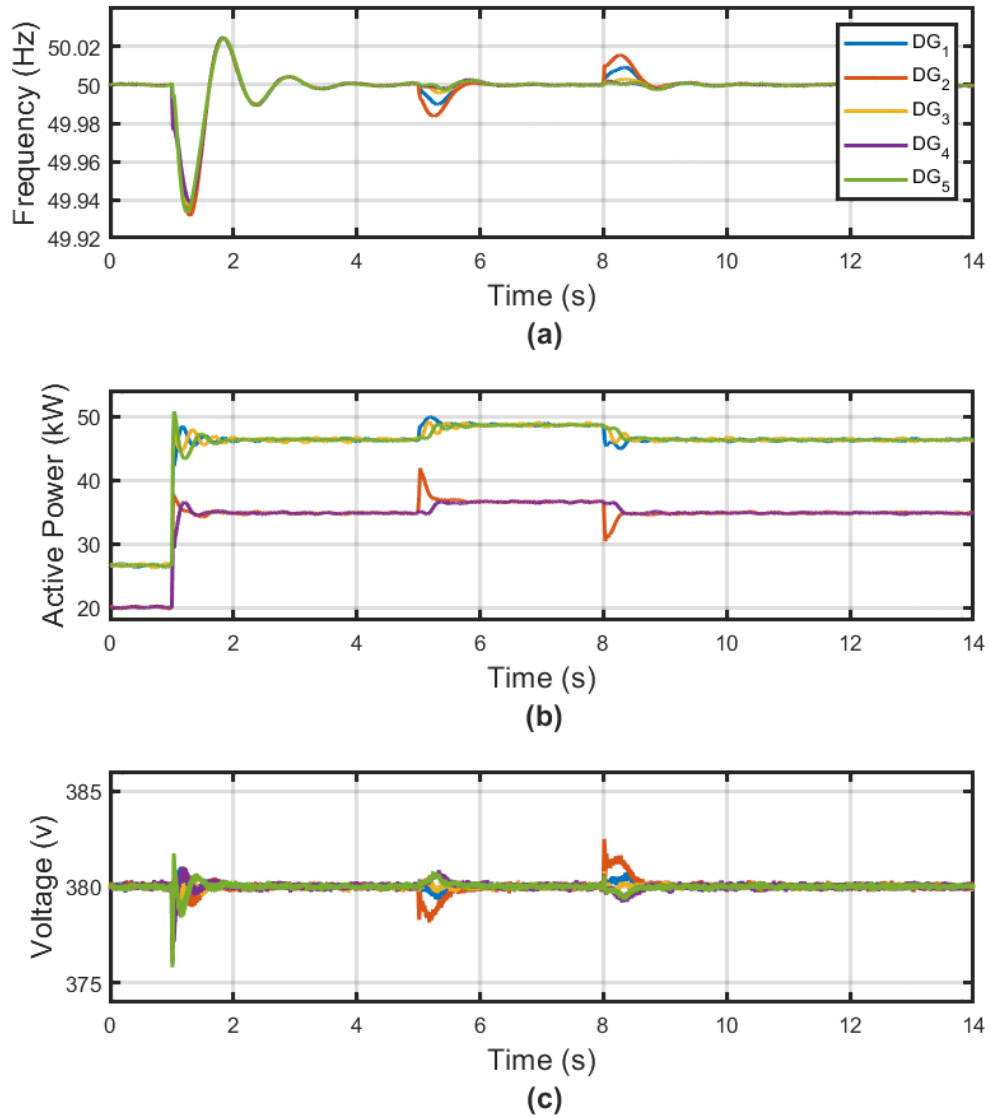 Frequency (Hz)
50.02
50
49.98
49.96
49.94
49.92
DG1
DG2
DG3
DG4
DG5
0 2 4 6 8 10 12 14
Time (s)
(a)
Active Power (kW)
50
40
30
20
0 2 4 6 8 10 12 14
Time (s)
(b)
Voltage (v)
385
380
375
0 2 4 6 8 10 12 14
Time (s)
(c)